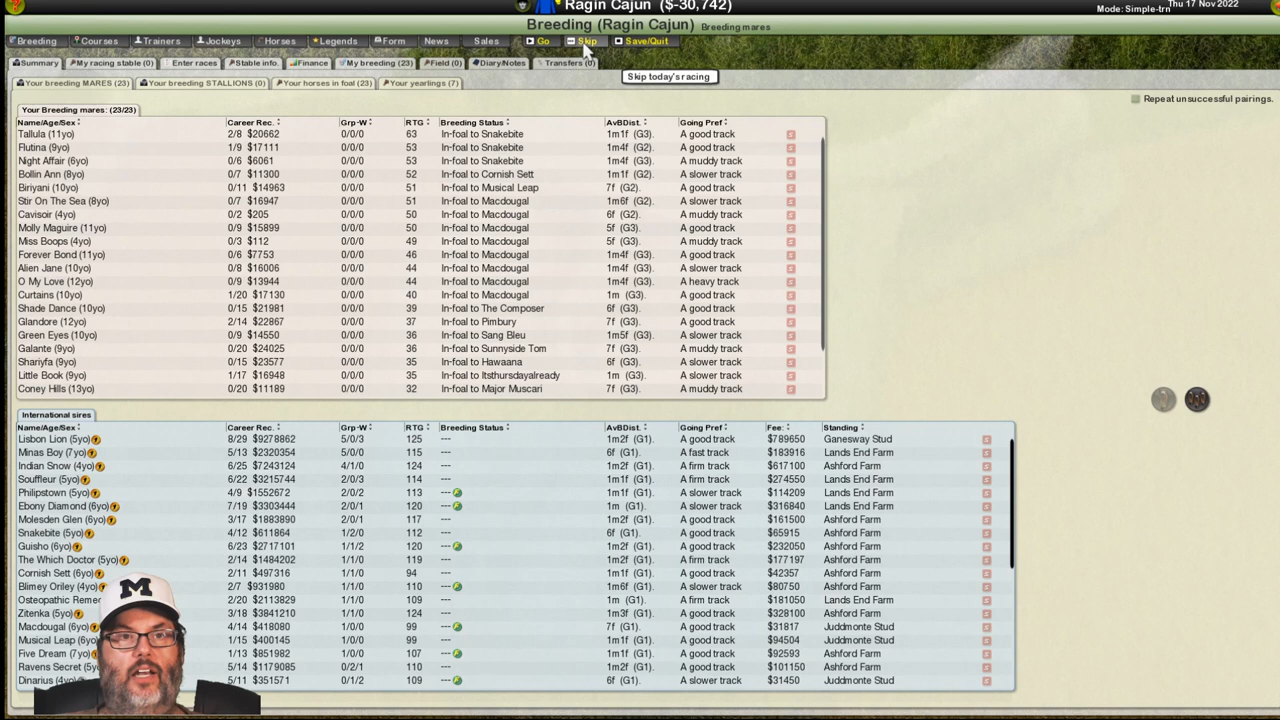 Ragin Cajun ($-30,742)
Mode: Simple-trn
Thu 17 Nov 2022
Breeding (Ragin Cajun) Breeding mares
Breeding Courses Trainers Jockeys Horses Legends Form News Sales Go Skip Save/Quit
Summary My racing stable (0) Enter races Stable info. Finance My breeding (23) Field (0) Diary/Notes Transfers (0)
Skip today's racing
Your breeding MARES (23) Your breeding STALLIONS (0) Your horses in foal (23) Your yearlings (7)
Repeat unsuccessful pairings.
Your Breeding mares: (23/23)
Name/Age/Sex Career Rec. Grp-W RTG Breeding Status AvBDist. Going Pref
Tallula (11yo) 2/8 $20662 0/0/0 63 In-foal to Snakebite 1m1f (G3). A good track
Flutina (9yo) 1/9 $17111 0/0/0 53 In-foal to Snakebite 1m4f (G2). A good track
Night Affair (6yo) 0/6 $6061 0/0/0 53 In-foal to Snakebite 1m4f (G3). A muddy track
Bollin Ann (8yo) 0/7 $11300 0/0/0 52 In-foal to Cornish Sett 1m1f (G2). A slower track
Biriyani (10yo) 0/11 $14963 0/0/0 51 In-foal to Musical Leap 7f (G2). A good track
Stir On The Sea (8yo) 0/7 $16947 0/0/0 51 In-foal to Macdougal 1m6f (G2). A slower track
Cavisoir (4yo) 0/2 $205 0/0/0 50 In-foal to Macdougal 6f (G2). A muddy track
Molly Maguire (11yo) 0/9 $15899 0/0/0 50 In-foal to Macdougal 5f (G3). A good track
Miss Boops (4yo) 0/3 $112 0/0/0 49 In-foal to Macdougal 5f (G3). A muddy track
Forever Bond (11yo) 0/6 $7753 0/0/0 46 In-foal to Macdougal 1m4f (G3). A good track
Alien Jane (10yo) 0/8 $16006 0/0/0 44 In-foal to Macdougal 1m4f (G3). A slower track
O My Love (12yo) 0/9 $13944 0/0/0 44 In-foal to Macdougal 1m4f (G3). A heavy track
Curtains (10yo) 1/20 $17130 0/0/0 40 In-foal to Macdougal 1m (G3). A good track
Shade Dance (10yo) 0/15 $21981 0/0/0 39 In-foal to The Composer 6f (G3). A good track
Glandore (12yo) 2/14 $22867 0/0/0 37 In-foal to Pimbury 7f (G3). A good track
Green Eyes (10yo) 0/9 $14550 0/0/0 36 In-foal to Sang Bleu 1m5f (G3). A slower track
Galante (9yo) 0/20 $24025 0/0/0 36 In-foal to Sunnyside Tom 7f (G3). A muddy track
Shariyfa (9yo) 0/15 $23577 0/0/0 35 In-foal to Hawaana 6f (G3). A slower track
Little Book (9yo) 1/17 $16948 0/0/0 35 In-foal to Itsthursdayalready 1m (G3). A good track
Coney Hills (13yo) 0/20 $11189 0/0/0 32 In-foal to Major Muscari 7f (G3). A muddy track
International sires
Name/Age/Sex Career Rec. Grp-W RTG Breeding Status AvBDist. Going Pref Fee: Standing
Lisbon Lion (5yo) 8/29 $9278862 5/0/3 125 --- 1m2f (G1). A good track $789650 Ganesway Stud
Minas Boy (7yo) 5/13 $2320354 5/0/0 115 --- 6f (G1). A fast track $183916 Lands End Farm
Indian Snow (4yo) 6/25 $7243124 4/1/0 124 --- 1m2f (G1). A firm track $617100 Ashford Farm
Souffleur (5yo) 6/22 $3215744 2/0/3 114 --- 1m1f (G1). A firm track $274550 Lands End Farm
Philipstown (5yo) 4/9 $1552672 2/0/2 113 --- 1m1f (G1). A slower track $114209 Lands End Farm
Ebony Diamond (6yo) 7/19 $3303444 2/0/1 120 --- 1m (G1). A slower track $316840 Lands End Farm
Molesden Glen (6yo) 3/17 $1883890 2/0/1 117 --- 1m2f (G1). A good track $161500 Ashford Farm
Snakebite (5yo) 4/12 $611864 1/2/0 112 --- 6f (G1). A good track $65915 Ashford Farm
Guisho (6yo) 6/23 $2717101 1/1/2 120 --- 1m2f (G1). A good track $232050 Ashford Farm
The Which Doctor (5yo) 2/14 $1484202 1/1/0 119 --- 1m2f (G1). A firm track $177197 Ashford Farm
Cornish Sett (6yo) 2/11 $497316 1/1/0 94 --- 1m1f (G1). A good track $42357 Ashford Farm
Blimey Oriley (4yo) 2/7 $931980 1/1/0 110 --- 1m6f (G1). A slower track $80750 Ashford Farm
Osteopathic Remed 2/20 $2113829 1/1/0 109 --- 1m (G1). A firm track $181050 Lands End Farm
Zitenka (5yo) 3/18 $3841210 1/1/0 124 --- 1m3f (G1). A good track $328100 Ashford Farm
Macdougal (6yo) 4/14 $418080 1/0/0 99 --- 7f (G1). A good track $31817 Juddmonte Stud
Musical Leap (6yo) 1/15 $400145 1/0/0 99 --- 1m1f (G1). A good track $94504 Juddmonte Stud
Five Dream (7yo) 1/13 $851982 1/0/0 107 --- 1m1f (G1). A good track $92593 Ashford Farm
Ravens Secret (5yo) 5/14 $1179085 0/2/1 110 --- 1m2f (G1). A good track $101150 Ashford Farm
Dinarius (4yo) 5/11 $351571 0/1/2 109 --- 6f (G1). A slower track $31450 Juddmonte Stud
M